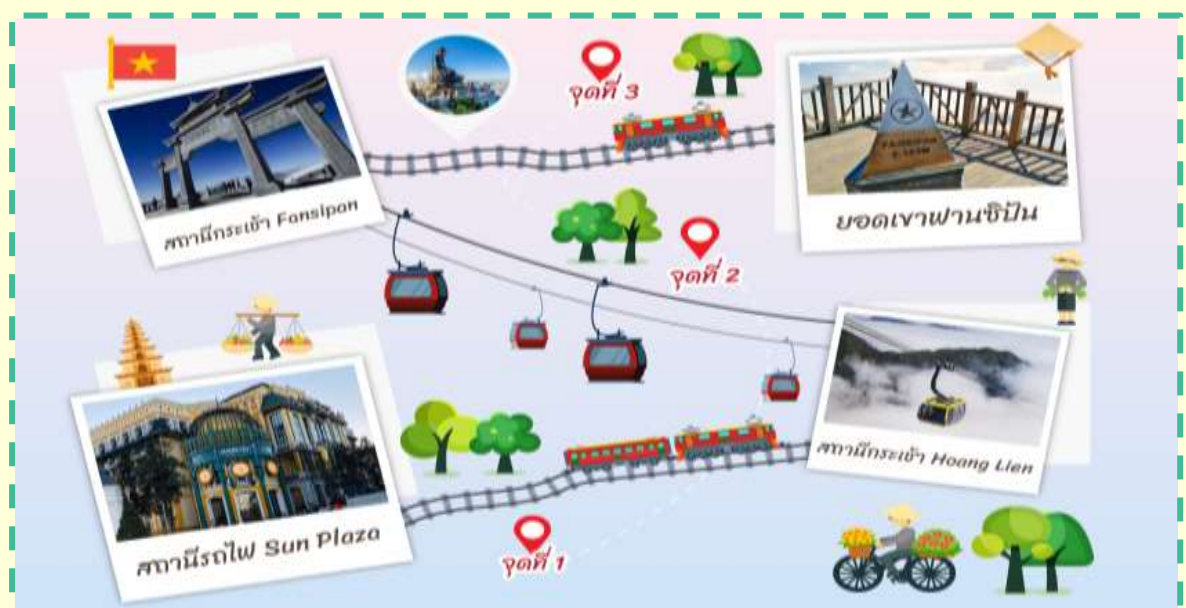 จุดที่ 3
สถานีกระเช้า Fansipan
ยอดเขาฟานซิปัน
จุดที่ 2
สถานีกระเช้า Hoang Lien
สถานีรถไฟ Sun Plaza
จุดที่ 1